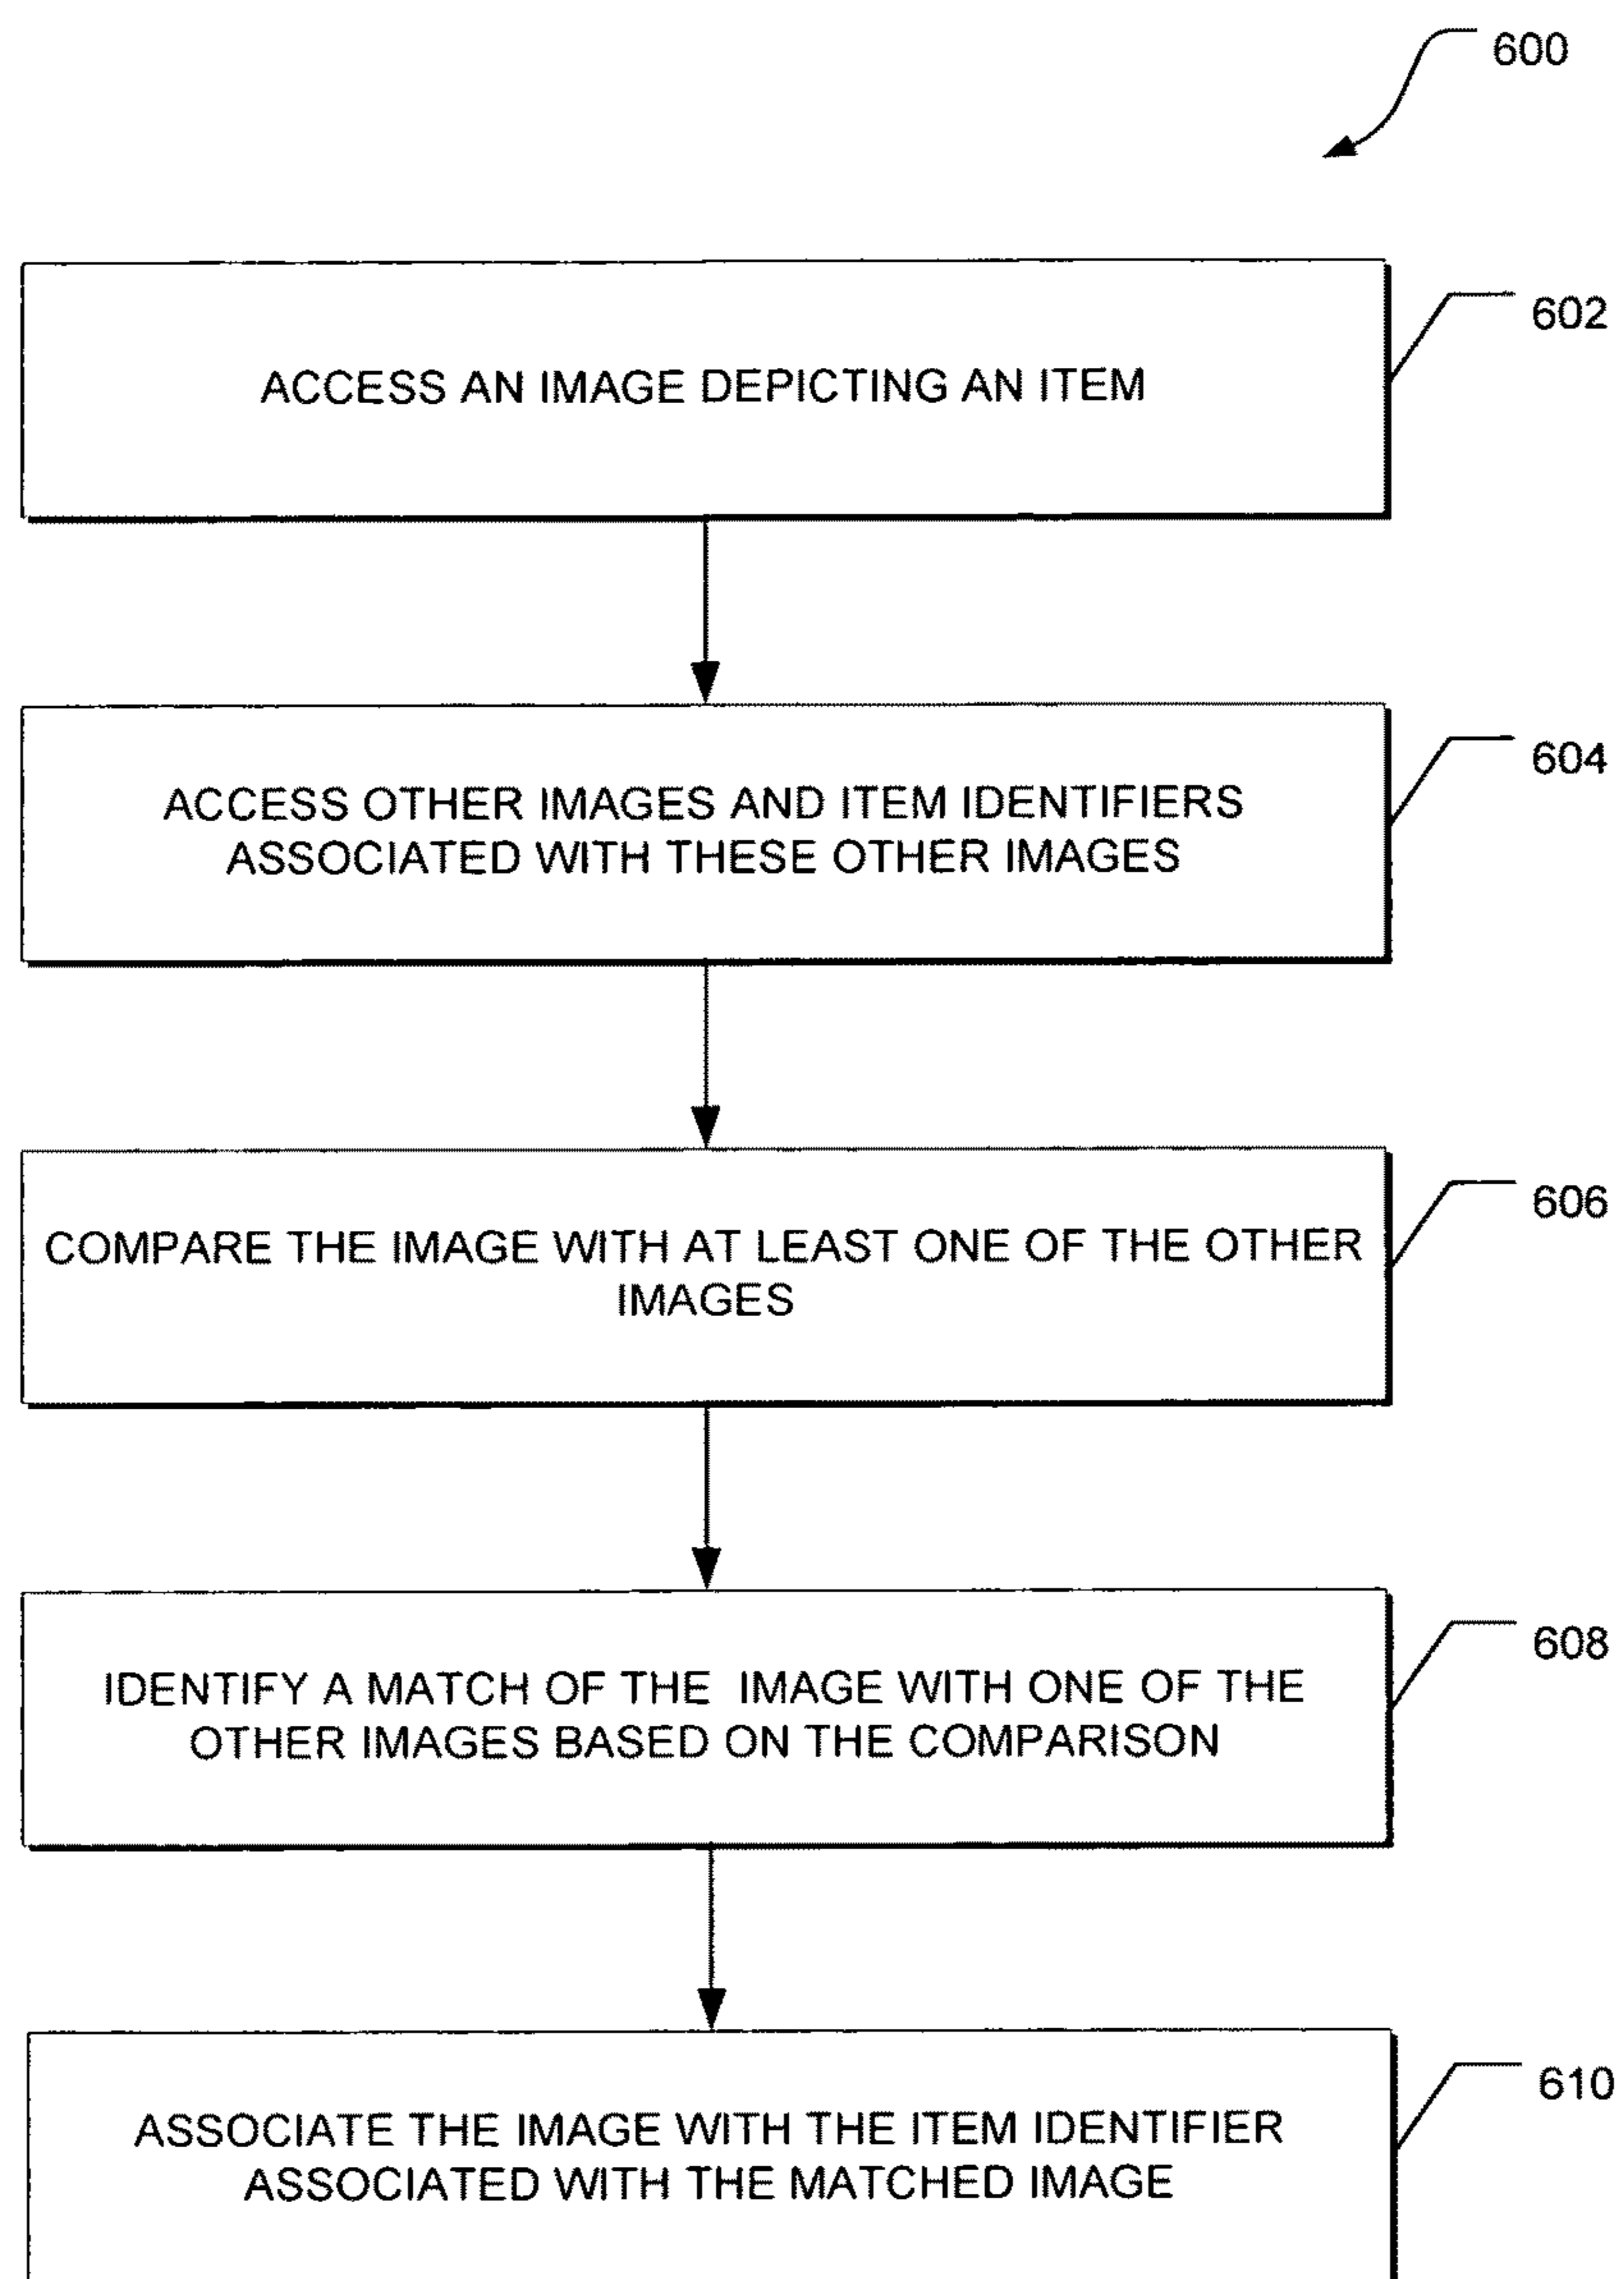 600
602
ACCESS AN IMAGE DEPICTING AN ITEM
604
ACCESS OTHER IMAGES AND ITEM IDENTIFIERS
ASSOCIATED WITH THESE OTHER IMAGES
606
COMPARE THE IMAGE WITH AT LEAST ONE OF THE OTHER
IMAGES
608
IDENTIFY A MATCH OF THE IMAGE WITH ONE OF THE
OTHER IMAGES BASED ON THE COMPARISON
610
ASSOCIATE THE IMAGE WITH THE ITEM IDENTIFIER
ASSOCIATED WITH THE MATCHED IMAGE